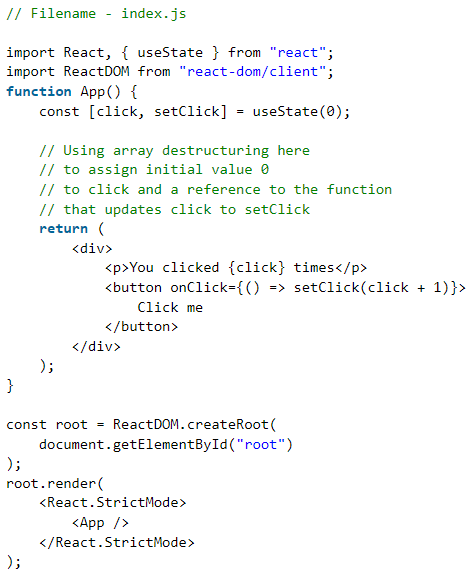 // Filename - index.js

import React, { useState } from "react";
import ReactDOM from "react-dom/client";
function App() {
    const [click, setClick] = useState(0);

    // Using array destructuring here
    // to assign initial value 0
    // to click and a reference to the function
    // that updates click to setClick
    return (
        <div>
            <p>You clicked {click} times</p>
            <button onClick={() => setClick(click + 1)}>
                Click me
            </button>
        </div>
    );
}

const root = ReactDOM.createRoot(
    document.getElementById("root")
);
root.render(
    <React.StrictMode>
        <App />
    </React.StrictMode>
);